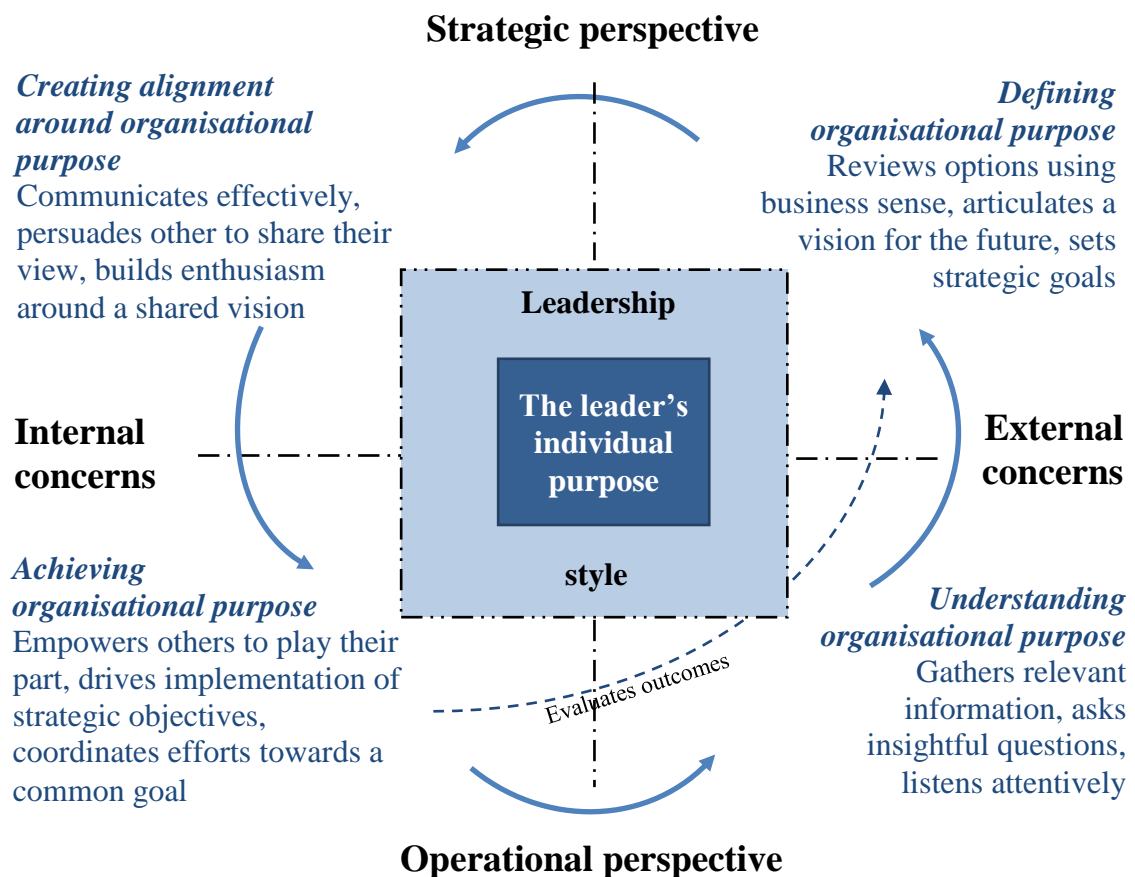 Strategic perspective
Creating alignment
around organisational
purpose
Communicates effectively,
persuades other to share their
view, builds enthusiasm
around a shared vision
Defining
organisational purpose
Reviews options using
business sense, articulates a
vision for the future, sets
strategic goals
Leadership
The leader’s
individual
purpose
style
Internal
concerns
External
concerns
Achieving
organisational purpose
Empowers others to play their
part, drives implementation of
strategic objectives,
coordinates efforts towards a
common goal
Evaluates outcomes
Understanding
organisational purpose
Gathers relevant
information, asks
insightful questions,
listens attentively
Operational perspective